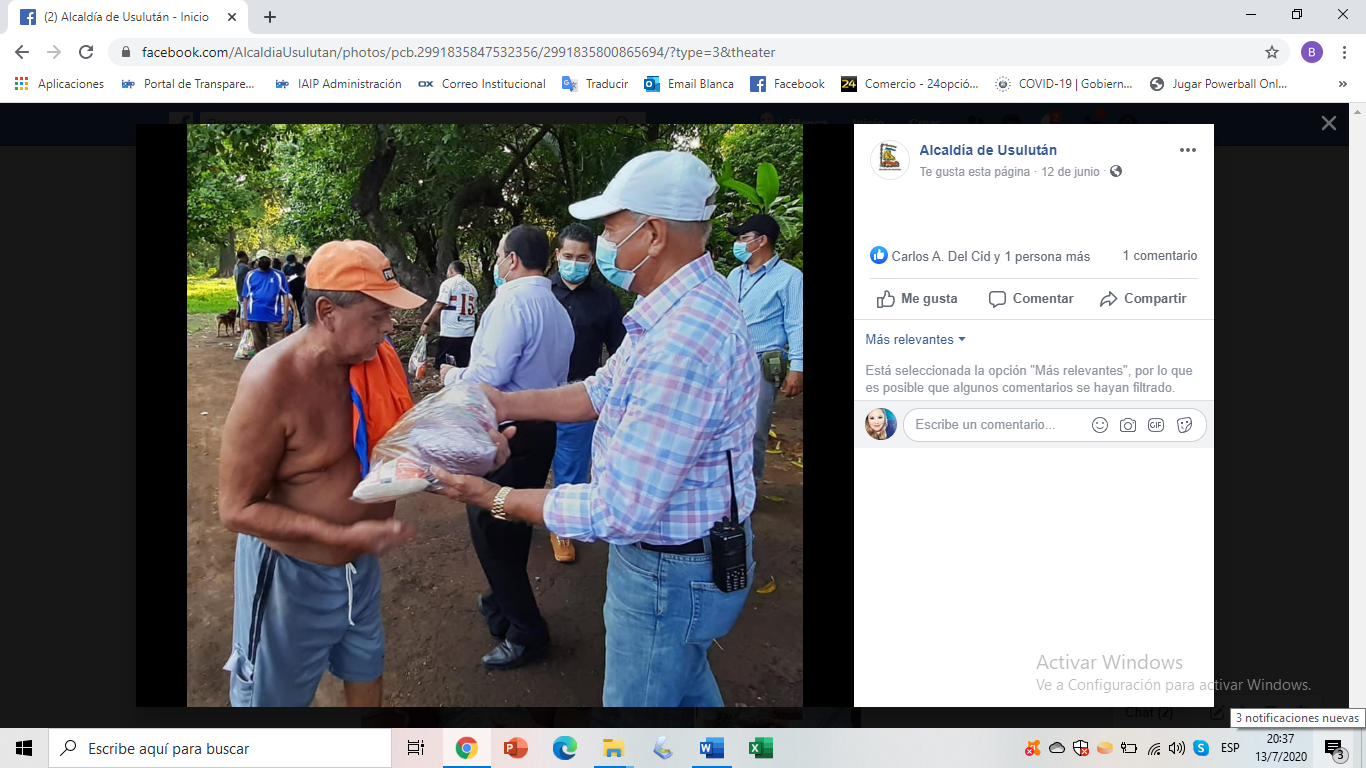 (2) Alcaldía de Usulután - Inicio
facebook.com/AlcaldiaUsulutan/photos/pcb.2991835847532356/2991835800865694/?type=3&theater
B
Aplicaciones Portal de Transpare... IAIP Administración Correo Institucional Traducir Email Blanca Facebook 24 Comercio - 24opció... COVID-19 | Gobiern... Jugar Powerball Onl... »
Alcaldía de Usulután
Te gusta esta página · 12 de junio ·
Carlos A. Del Cid y 1 persona más 1 comentario
Me gusta Comentar Compartir
Más relevantes
Está seleccionada la opción "Más relevantes", por lo que
es posible que algunos comentarios se hayan filtrado.
Escribe un comentario... GIF
15
Activar Windows
Ve a Configuración para activar Windows.
Chat (2)
3 notificaciones nuevas
Escribe aquí para buscar
ESP
20:37
13/7/2020
3